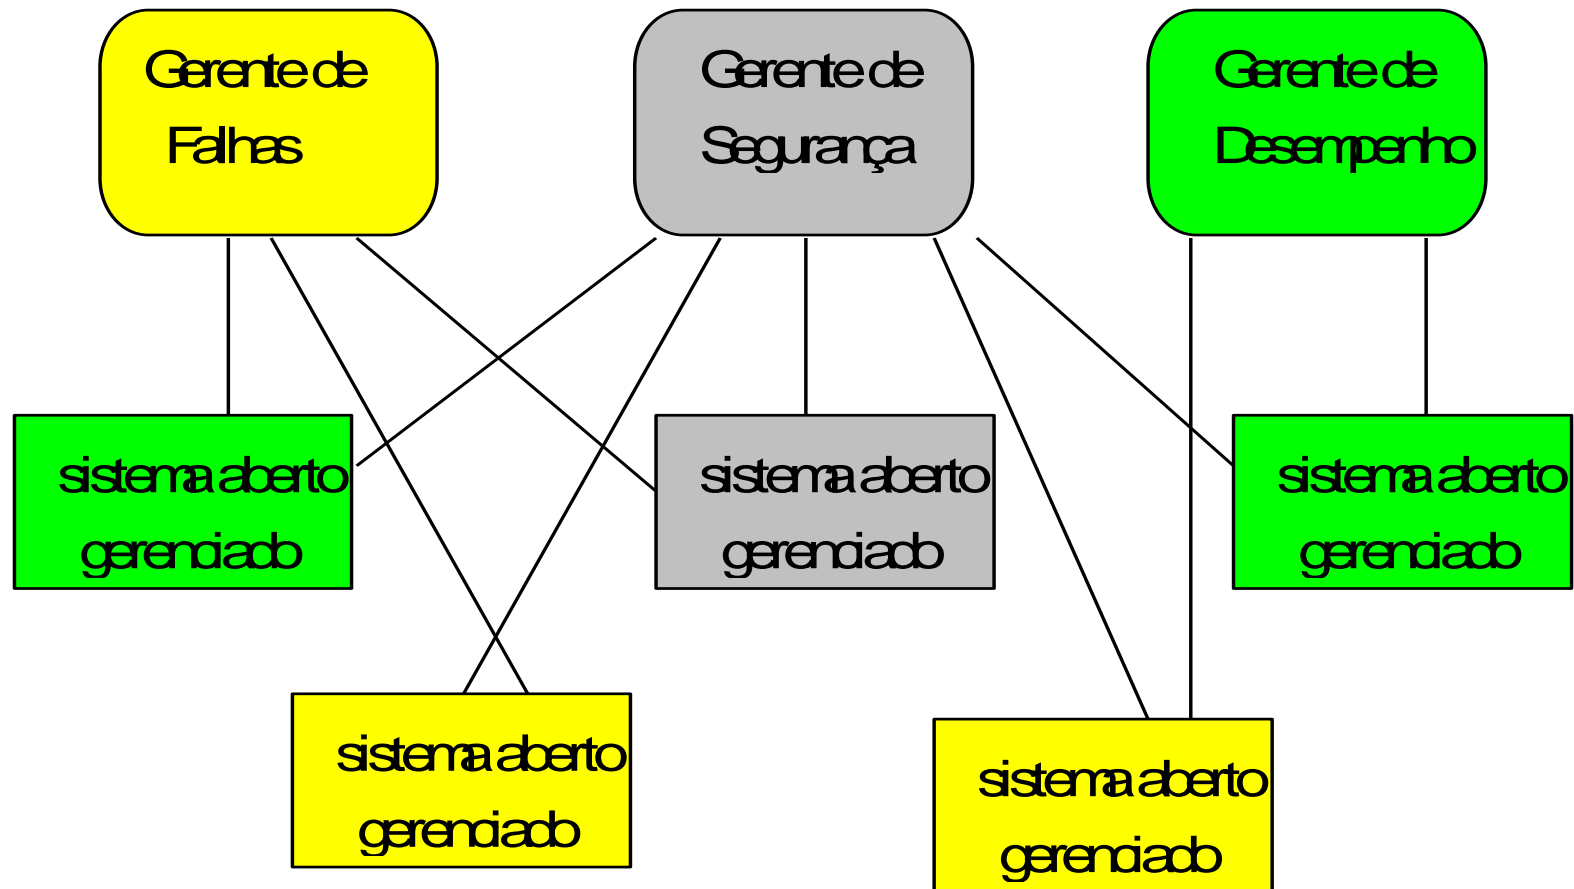 Gerente de
Falhas
Gerente de
Segurança
Gerente de
Desempenho
sistema aberto
gerenciado
sistema aberto
gerenciado
sistema aberto
gerenciado
sistema aberto
gerenciado
sistema aberto
gerenciado